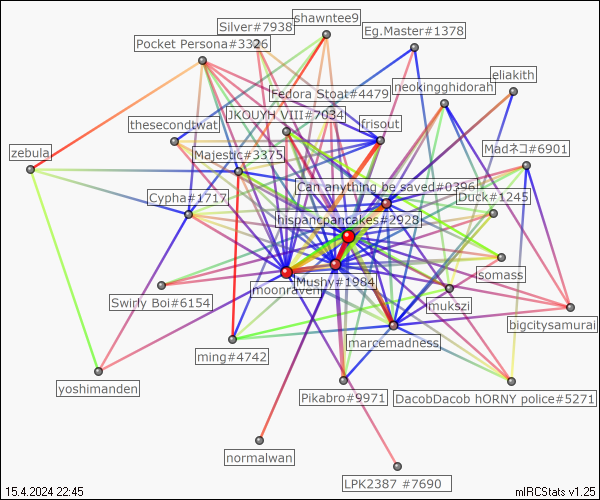 shawntee9
Silver#7938
Eg.Master#1378
Pocket Persona#3326
eliakith
neokingghidorah
Fedora Stoat#4479
JKOUYH VIII#7034
thesecondtwat
frisout
zebula
Majestic#3375
Madネコ#6901
Can anything be saved#0396
Cypha#1717
Duck#1245
hispancpancakes#2928
somass
moonraven
Mushy#1984
Swirly Boi#6154
mukszi
bigcitysamurai
marcemadness
ming#4742
yoshimanden
Pikabro#9971
DacobDacob hORNY police#5271
normalwan
LPK2387 #7690
15.4.2024 22:45
mIRCStats v1.25